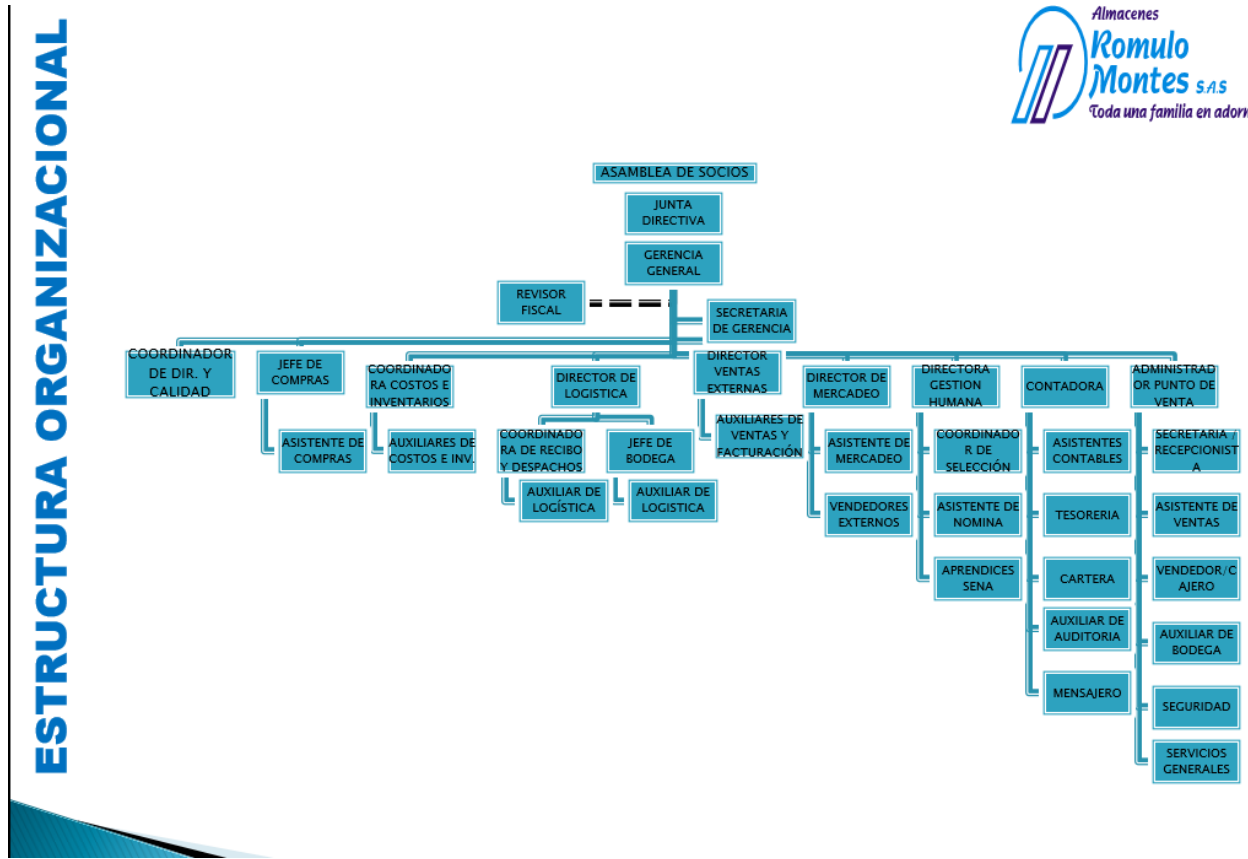 ESTRUCTURA ORGANIZACIONAL
Almacenes
Romulo
Montes S.A.S
Toda una familia en adorn
ASAMBLEA DE SOCIOS
JUNTA
DIRECTIVA
GERENCIA
GENERAL
REVISOR
FISCAL
SECRETARIA
DE GERENCIA
COORDINADOR
DE DIR. Y
CALIDAD
JEFE DE
COMPRAS
COORDINADO
RA COSTOS E
INVENTARIOS
DIRECTOR DE
LOGISTICA
DIRECTOR
VENTAS
EXTERNAS
DIRECTOR DE
MERCADEO
DIRECTORA
GESTION
HUMANA
CONTADORA
ADMINISTRAD
OR PUNTO DE
VENTA
ASISTENTE DE
COMPRAS
AUXILIARES DE
COSTOS E INV.
COORDINADO
RA DE RECIBO
Y DESPACHOS
JEFE DE
BODEGA
AUXILIARES DE
VENTAS Y
FACTURACIÓN
ASISTENTE DE
MERCADEO
COORDINADO
R DE
SELECCIÓN
ASISTENTES
CONTABLES
SECRETARIA /
RECEPCIONIST
A
AUXILIAR DE
LOGÍSTICA
AUXILIAR DE
LOGISTICA
VENDEDORES
EXTERNOS
ASISTENTE DE
NOMINA
TESORERIA
ASISTENTE DE
VENTAS
APRENDICES
SENA
CARTERA
VENDEDOR/C
AJERO
AUXILIAR DE
AUDITORIA
AUXILIAR DE
BODEGA
MENSAJERO
SEGURIDAD
SERVICIOS
GENERALES